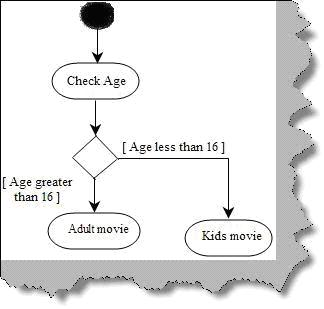 Check Age
[ Age less than 16 ]
[ Age greater
than 16 ]
Adult movie
Kids movie